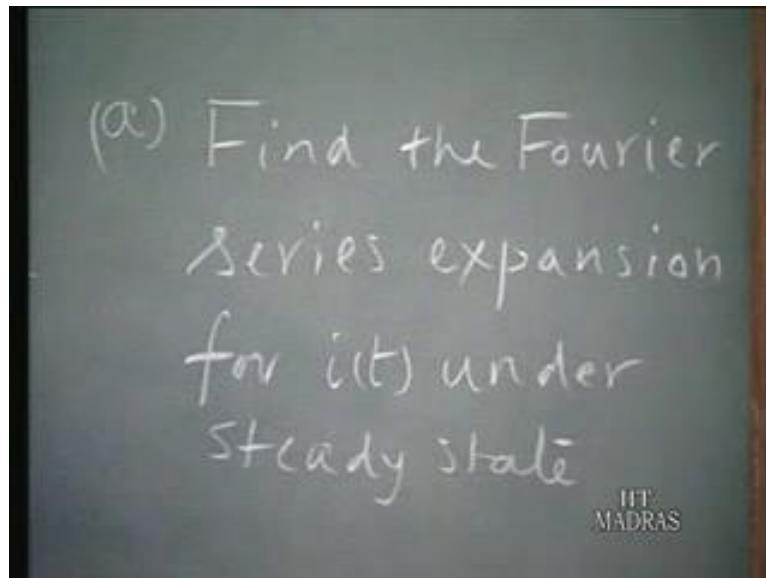 (a) Find the Fourier
series expansion
for i(t) under
steady state
IIT
MADRAS